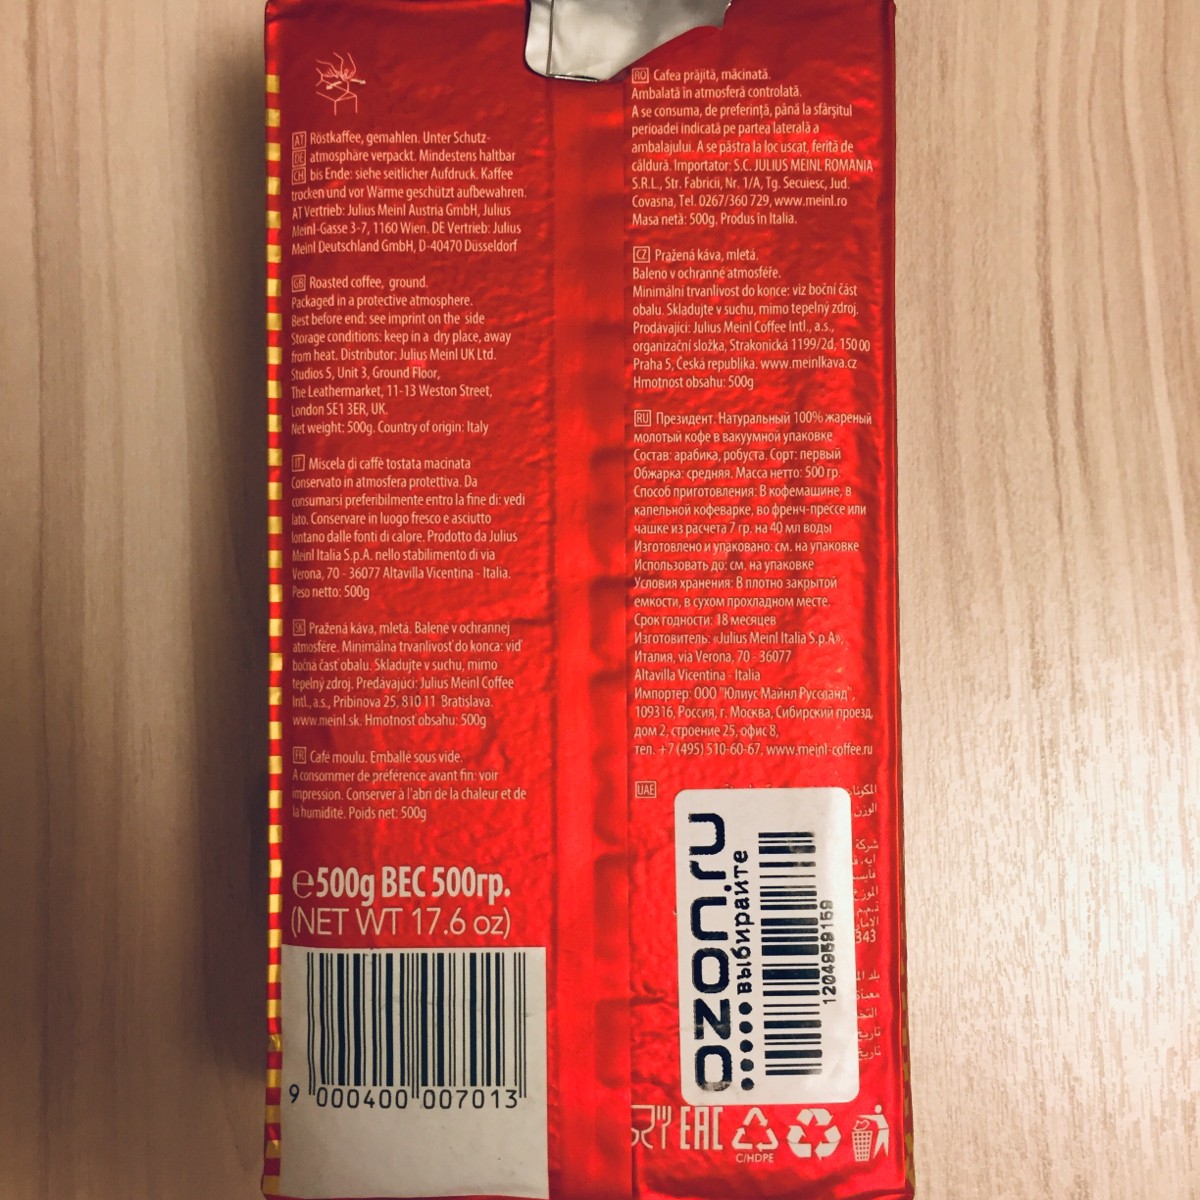 AT Röstkaffee, gemahlen. Unter Schutz-
DE atmosphäre verpackt. Mindestens haltbar
CH bis Ende: siehe seitlicher Aufdruck. Kaffee
trocken und vor Wärme geschützt aufbewahren.
AT Vertrieb: Julius Meinl Austria GmbH, Julius
Meinl-Gasse 3-7, 1160 Wien. DE Vertrieb: Julius
Meinl Deutschland GmbH, D-40470 Düsseldorf
GB Roasted coffee, ground.
Packaged in a protective atmosphere.
Best before end: see imprint on the side
Storage conditions: keep in a dry place, away
from heat. Distributor: Julius Meinl UK Ltd.
Studios 5, Unit 3, Ground Floor,
The Leathermarket, 11-13 Weston Street,
London SE1 3ER, UK.
Net weight: 500g. Country of origin: Italy
IT Miscela di caffè tostata macinata
Conservato in atmosfera protettiva. Da
consumarsi preferibilmente entro la fine di: vedi
lato. Conservare in luogo fresco e asciutto
lontano dalle fonti di calore. Prodotto da Julius
Meinl Italia S.p.A. nello stabilimento di via
Verona, 70 - 36077 Altavilla Vicentina - Italia.
Peso netto: 500g
SK Pražená káva, mletá. Balené v ochrannej
atmosfére. Minimálna trvanlivosť do konca: viď
bočná časť obalu. Skladujte v suchu, mimo
tepelný zdroj. Predávajúci: Julius Meinl Coffee
Intl., a.s., Pribinova 25, 810 11 Bratislava.
www.meinl.sk. Hmotnost obsahu: 500g
FR Café moulu. Emballé sous vide.
A consommer de préférence avant fin: voir
impression. Conserver à l'abri de la chaleur et de
la humidité. Poids net: 500g
℮500g ВЕС 500гр.
(NET WT 17.6 oz)
9 000400 007013
RO Cafea prăjită, măcinată.
Ambalată în atmosferă controlată.
A se consuma, de preferință, până la sfârșitul
perioadei indicată pe partea laterală a
ambalajului. A se păstra la loc uscat, ferită de
căldură. Importator: S.C. JULIUS MEINL ROMANIA
S.R.L., Str. Fabricii, Nr. 1/A, Tg. Secuiesc, Jud.
Covasna, Tel. 0267/360 729, www.meinl.ro
Masa netă: 500g. Produs în Italia.
CZ Pražená káva, mletá.
Baleno v ochranné atmosféře.
Minimální trvanlivost do konce: viz boční část
obalu. Skladujte v suchu, mimo tepelný zdroj.
Prodávající: Julius Meinl Coffee Intl., a.s.,
organizační složka, Strakonická 1199/2d, 150 00
Praha 5, Česká republika. www.meinlkava.cz
Hmotnost obsahu: 500g
RU Президент. Натуральный 100% жареный
молотый кофе в вакуумной упаковке
Состав: арабика, робуста. Сорт: первый
Обжарка: средняя. Масса нетто: 500 гр.
Способ приготовления: В кофемашине, в
капельной кофеварке, во френч-прессе или
чашке из расчета 7 гр. на 40 мл воды
Изготовлено и упаковано: см. на упаковке
Использовать до: см. на упаковке
Условия хранения: В плотно закрытой
емкости, в сухом прохладном месте.
Срок годности: 18 месяцев
Изготовитель: «Julius Meinl Italia S.p.A»,
Италия, via Verona, 70 - 36077
Altavilla Vicentina - Italia
Импортер: ООО "Юлиус Майнл Руссланд",
109316, Россия, г. Москва, Сибирский проезд,
дом 2, строение 25, офис 8,
тел. +7 (495) 510-60-67, www.meinl-coffee.ru
UAE
شركة
343
ozon.ru
выбирайте
1204959159
EAC
C/HDPE